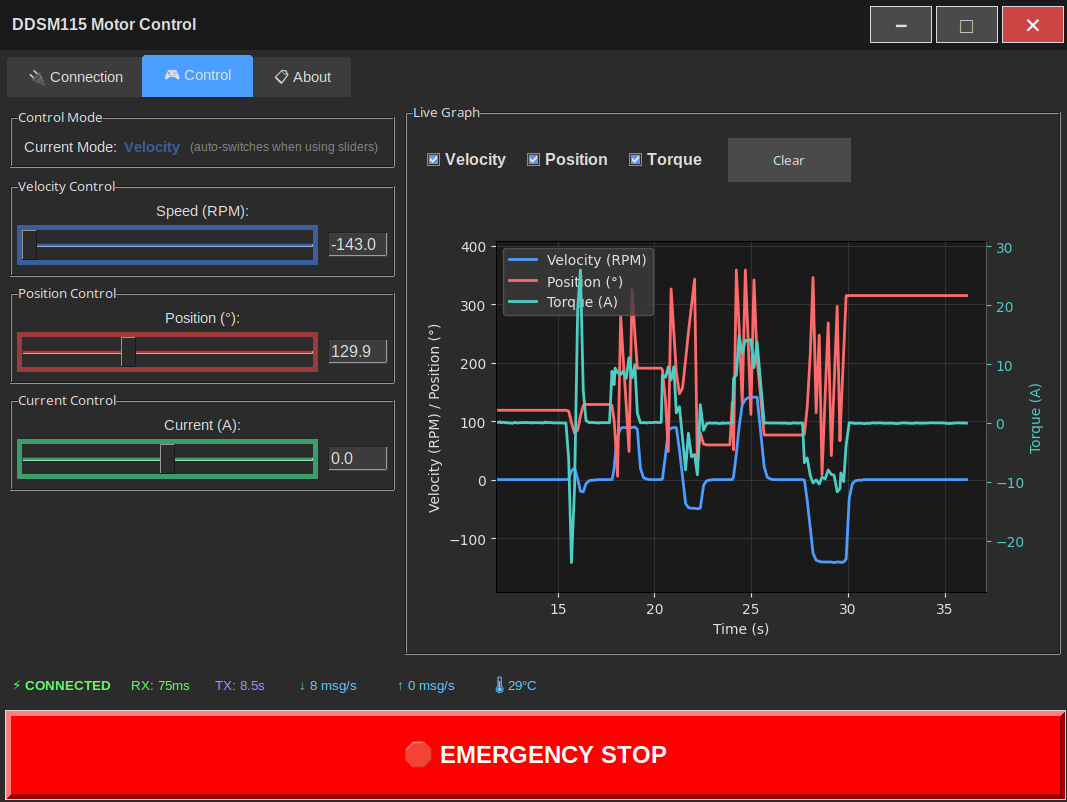 DDSM115 Motor Control
Connection
Control
About
Control Mode
Current Mode: Velocity (auto-switches when using sliders)
Velocity Control
Speed (RPM):
-143.0
Position Control
Position (°):
129.9
Current Control
Current (A):
0.0
Live Graph
Velocity Position Torque Clear
Velocity (RPM)
Position (°)
Torque (A)
400
300
200
100
0
−100
Velocity (RPM) / Position (°)
30
20
10
0
−10
−20
Torque (A)
15 20 25 30 35
Time (s)
CONNECTED RX: 75ms TX: 8.5s ↓ 8 msg/s ↑ 0 msg/s 29°C
EMERGENCY STOP